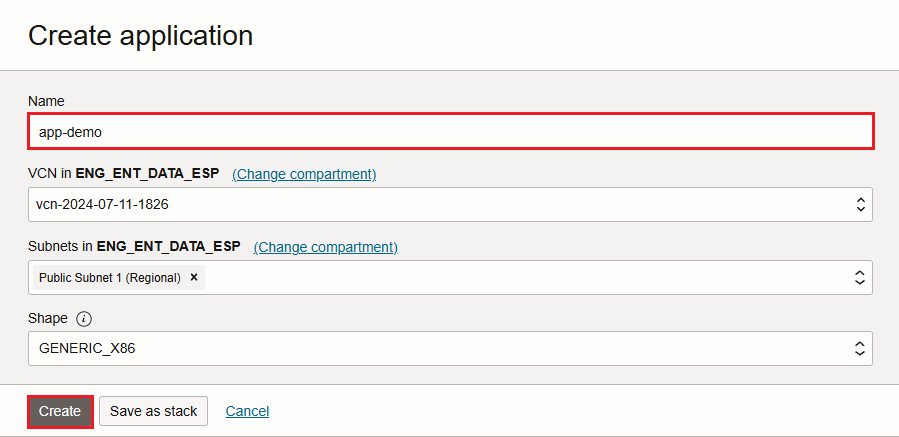 Create application
Name
app-demo
VCN in ENG_ENT_DATA_ESP (Change compartment)
vcn-2024-07-11-1826
Subnets in ENG_ENT_DATA_ESP (Change compartment)
Public Subnet 1 (Regional) ×
Shape i
GENERIC_X86
Create Save as stack Cancel